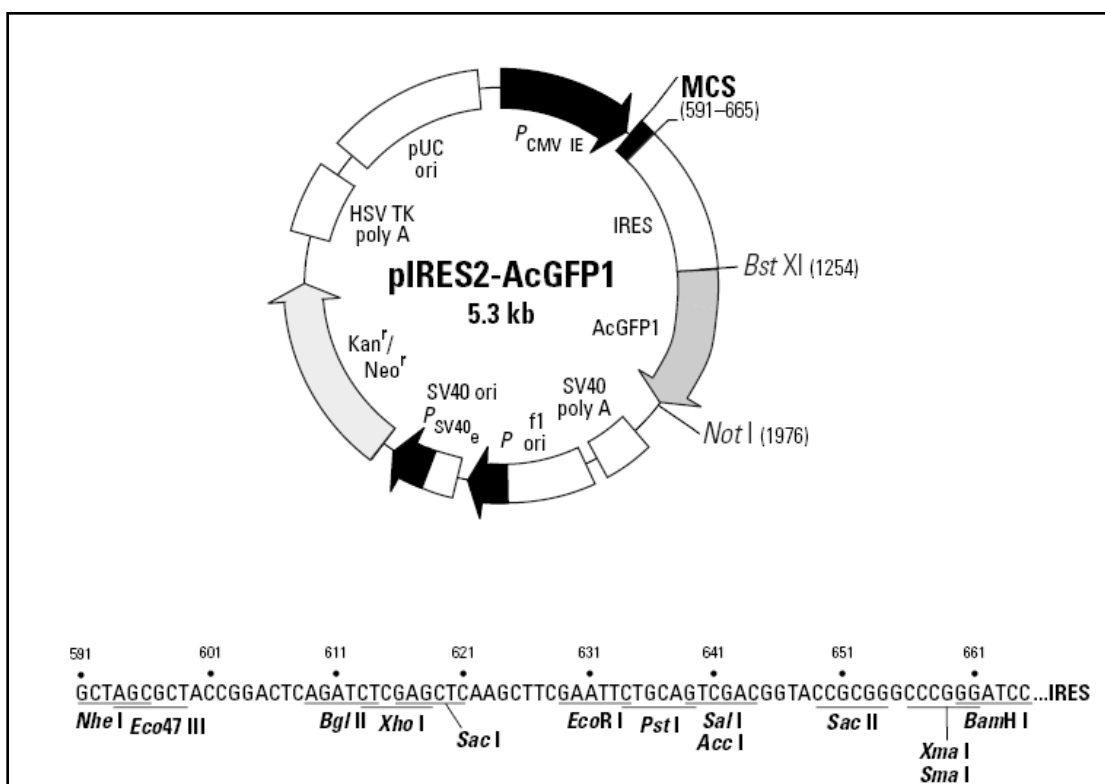 MCS
(591–665)
P CMV IE
pUC
ori
HSV TK
poly A
IRES
pIRES2-AcGFP1
5.3 kb
Bst XI (1254)
AcGFP1
Kanʳ/
Neoʳ
SV40 ori
P SV40e
P
f1
ori
SV40
poly A
Not I (1976)
591 601 611 621 631 641 651 661
GCTAGCGCTACCGGACTCAGATCTCGAGCTCAAGCTTCGAATTCTGCAGTCGACGGTACCGCGGGCCCGGGATCC...IRES
Nhe I Eco47 III Bgl II Xho I Sac I EcoR I Pst I Sal I Sac II BamH I
Acc I Xma I
Sma I